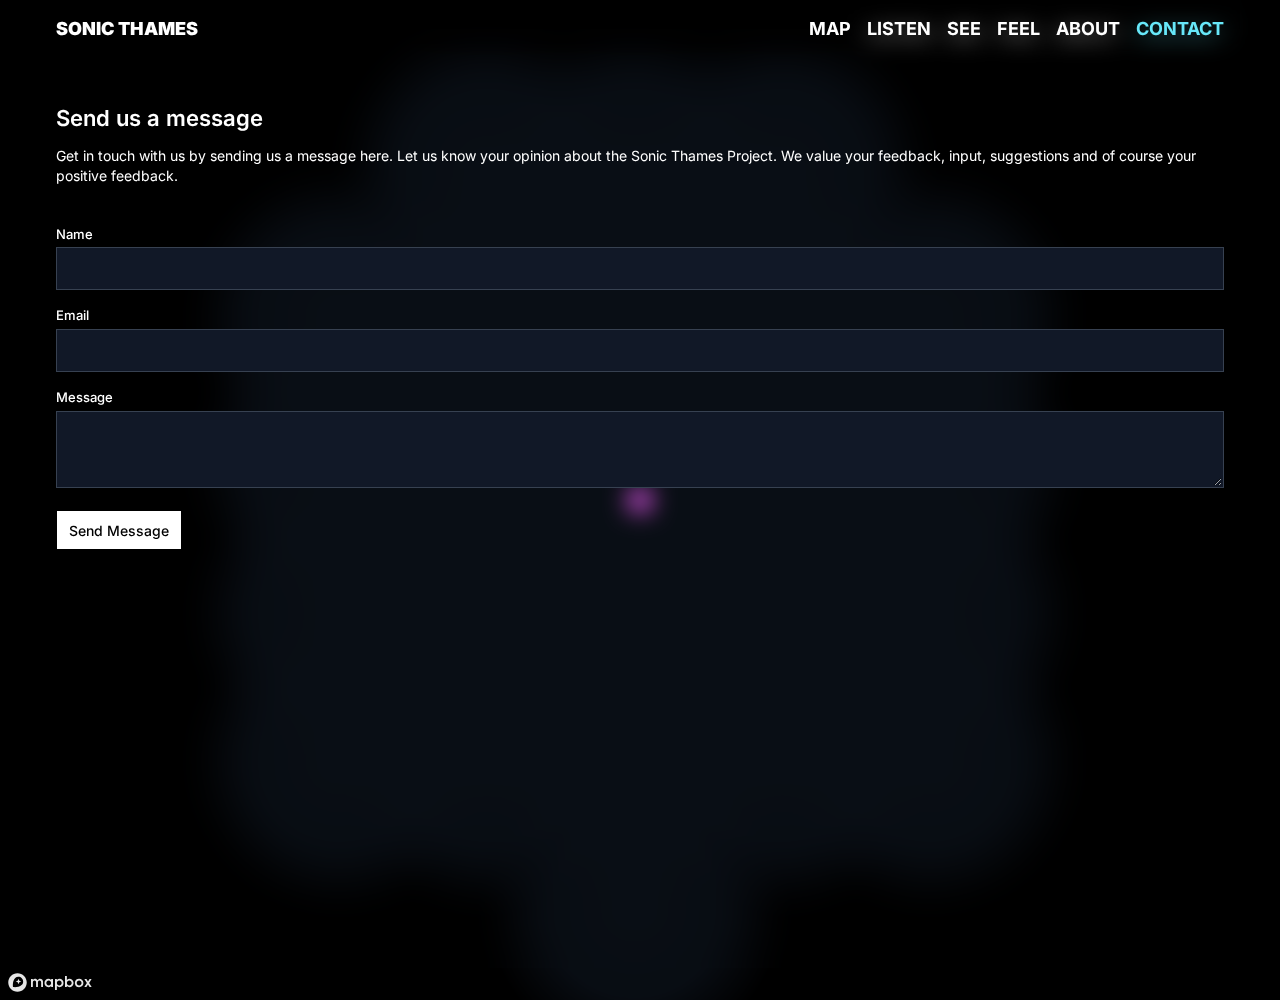 SONIC THAMES
MAP LISTEN SEE FEEL ABOUT CONTACT
Send us a message
Get in touch with us by sending us a message here. Let us know your opinion about the Sonic Thames Project. We value your feedback, input, suggestions and of course your
positive feedback.
Name
Email
Message
Send Message
mapbox